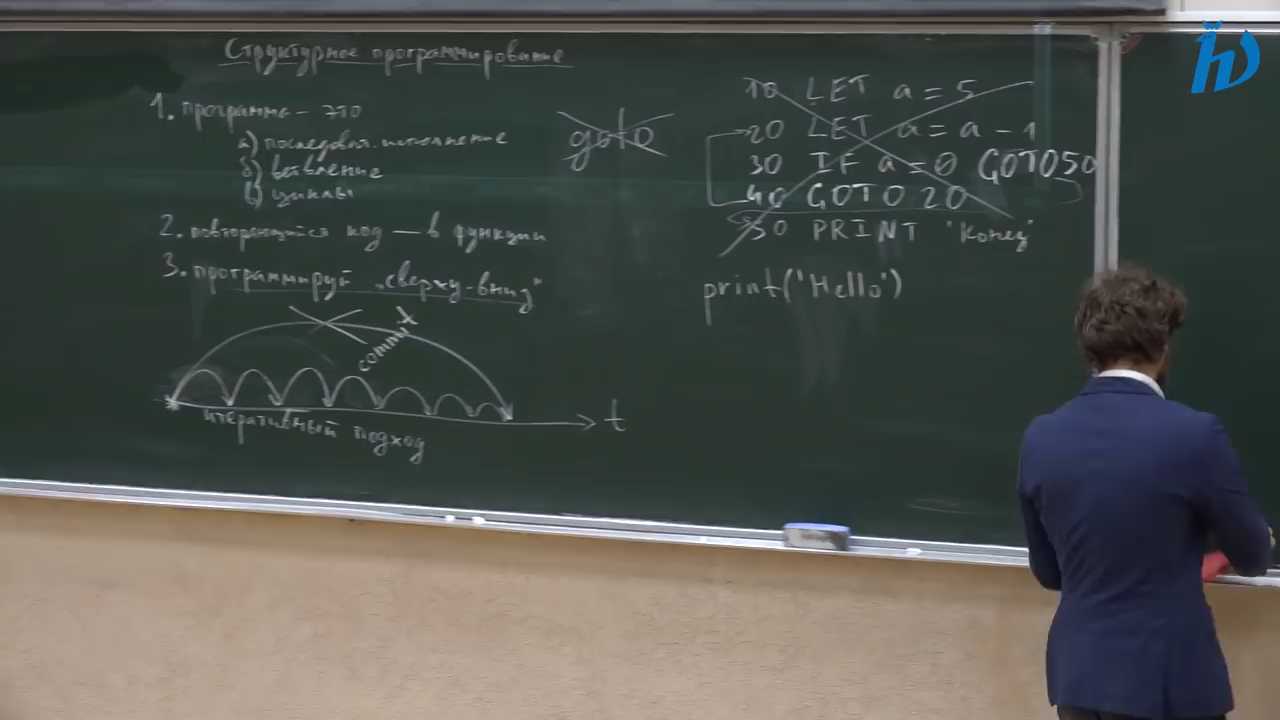 Структурное программирование
1. программа - это
а) последоват. исполнение
б) ветвление
в) циклы
2. повторяющийся код — в функции
3. программируй „сверху-вниз"
commit
итеративный подход
t
goto
10 LET a = 5
20 LET a = a - 1
30 IF a = 0 GOTO 50
40 GOTO 20
50 PRINT 'Конец'
print('Hello')